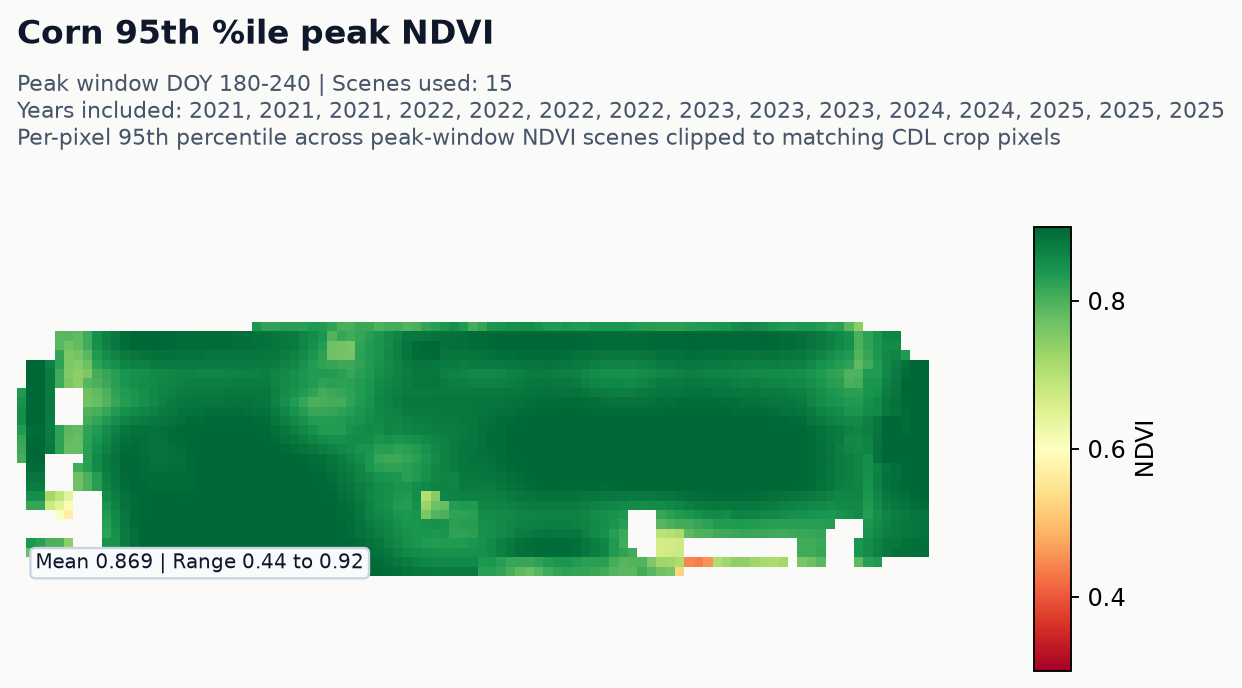 Corn 95th %ile peak NDVI
Peak window DOY 180-240 | Scenes used: 15
Years included: 2021, 2021, 2021, 2022, 2022, 2022, 2022, 2023, 2023, 2023, 2024, 2024, 2025, 2025, 2025
Per-pixel 95th percentile across peak-window NDVI scenes clipped to matching CDL crop pixels
0.8
0.6
NDVI
0.4
Mean 0.869 | Range 0.44 to 0.92